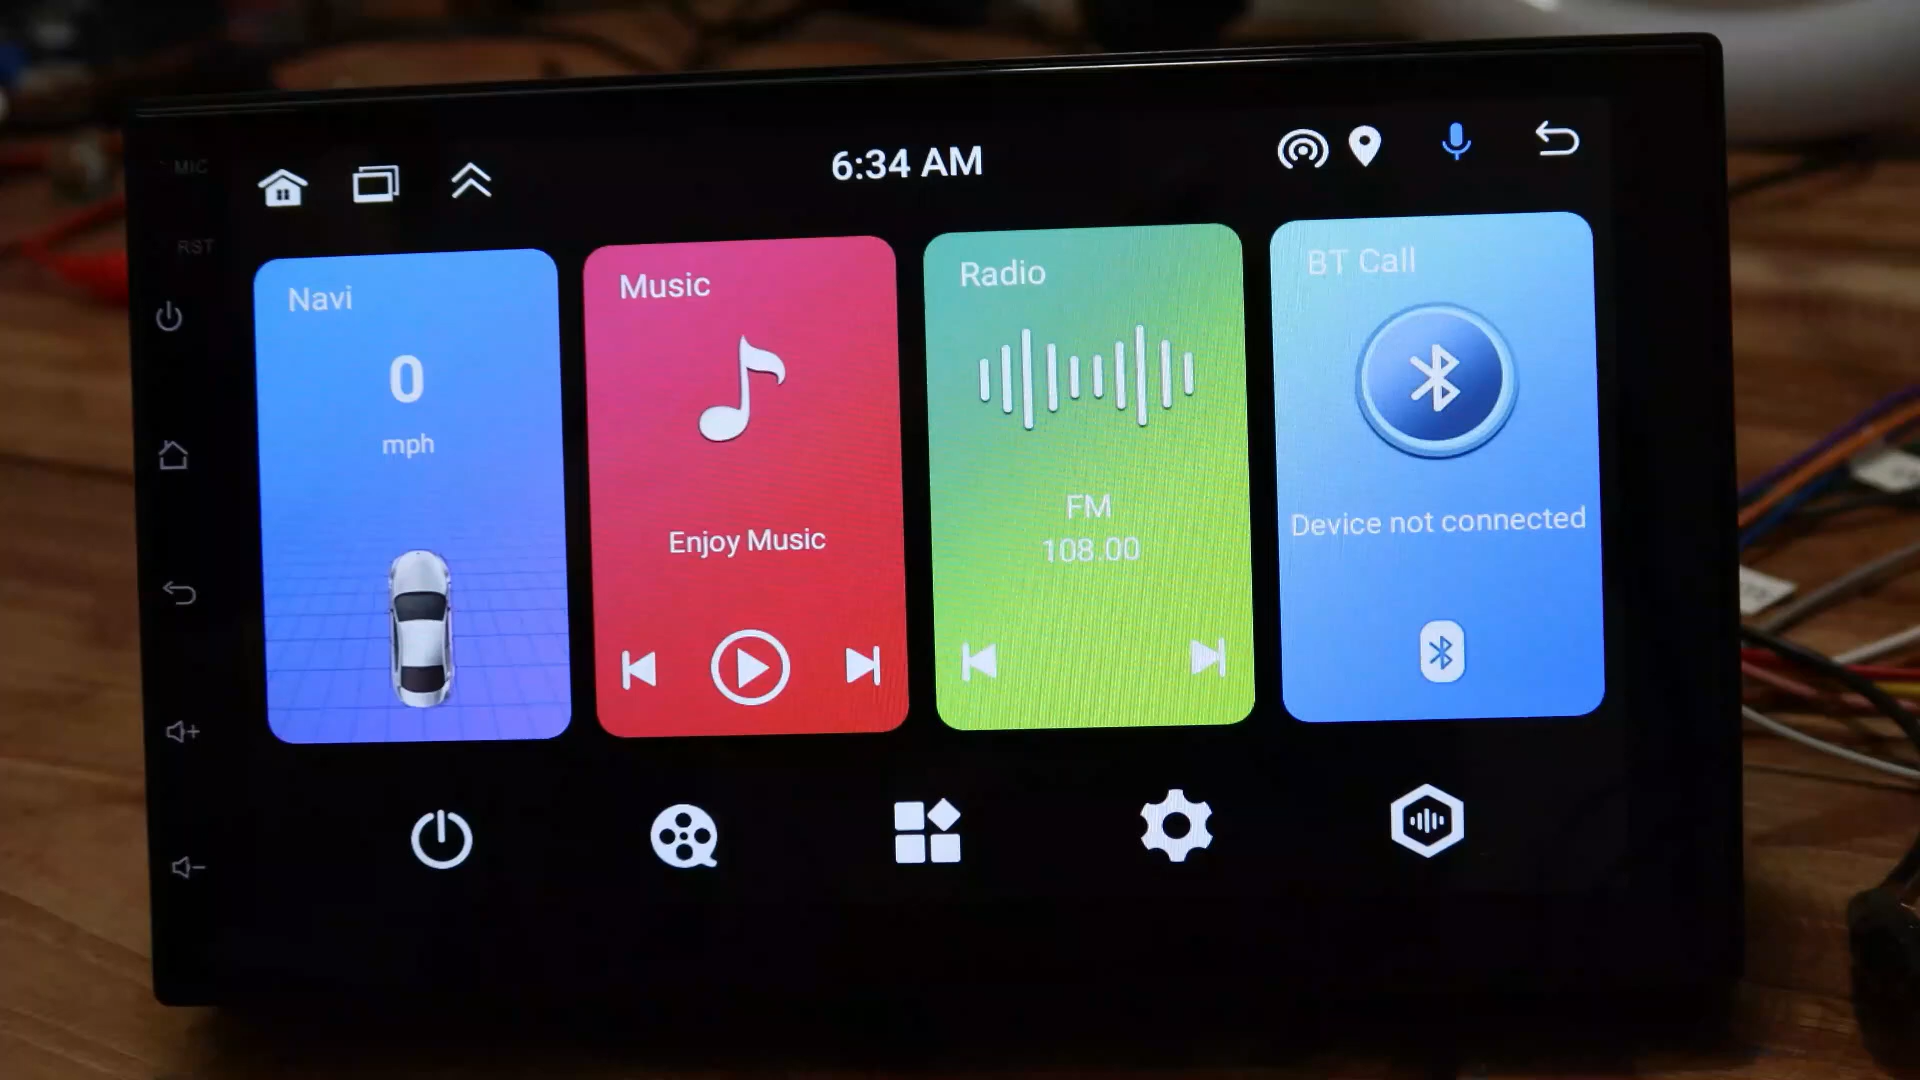 MIC
RST
6:34 AM
Navi
0
mph
Music
Enjoy Music
Radio
FM
108.00
BT Call
Device not connected